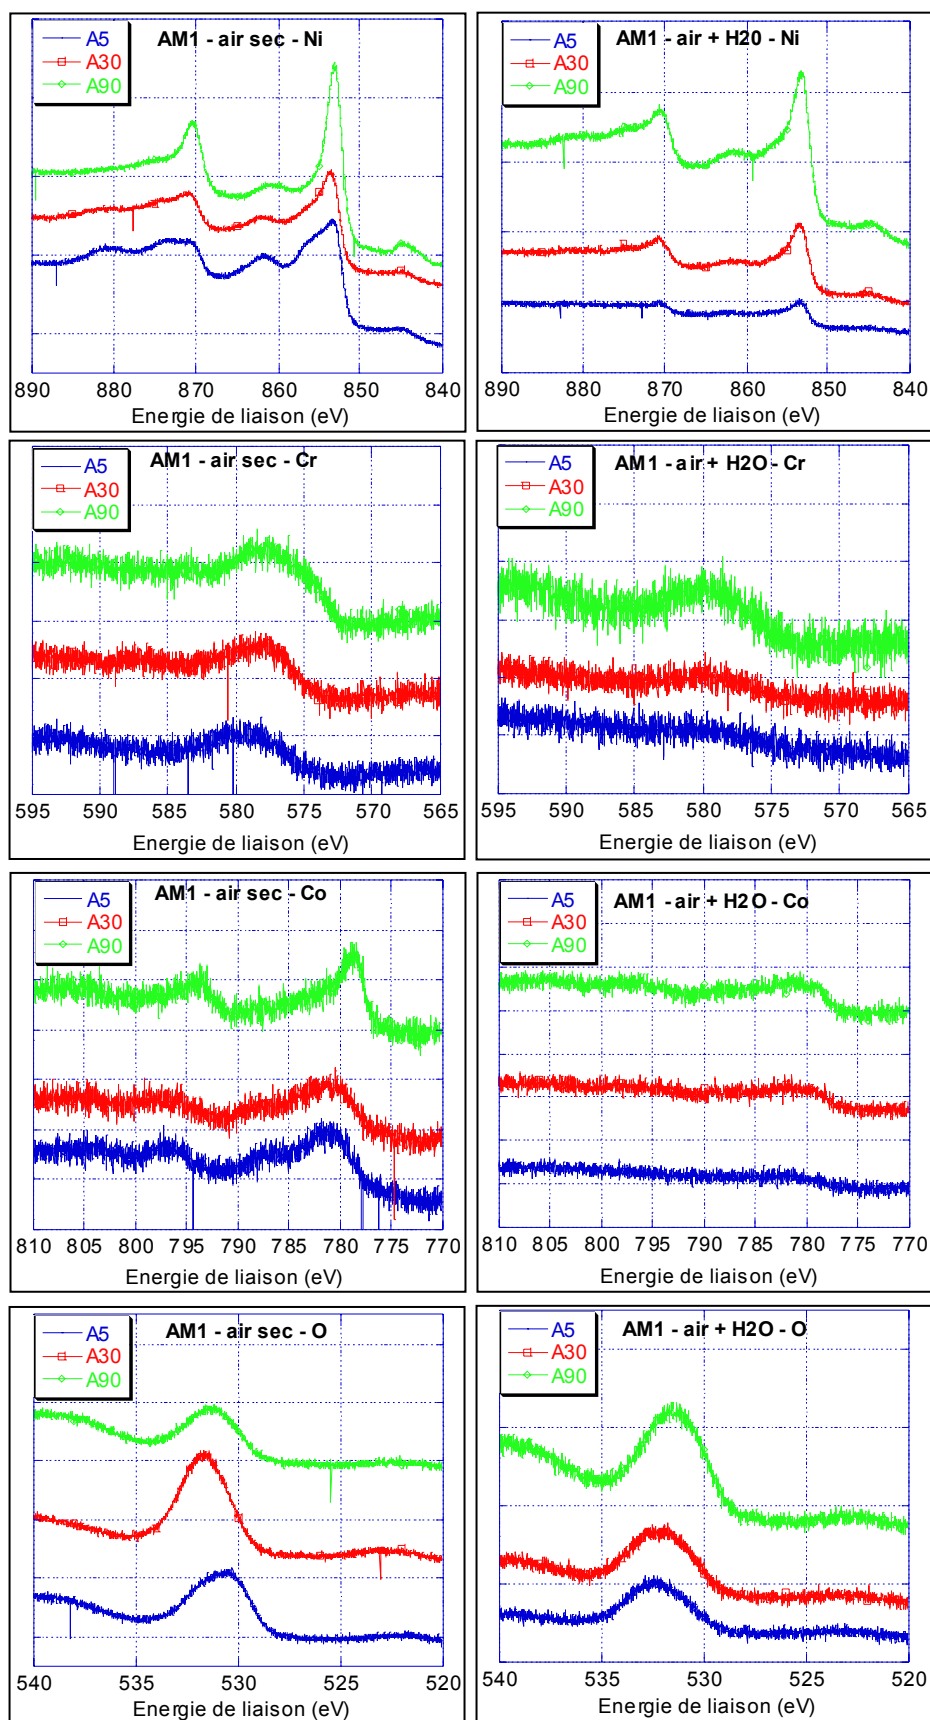 AM1 - air sec - Ni
A5
A30
A90
890 880 870 860 850 840
Energie de liaison (eV)
AM1 - air + H20 - Ni
A5
A30
A90
890 880 870 860 850 840
Energie de liaison (eV)
AM1 - air sec - Cr
A5
A30
A90
595 590 585 580 575 570 565
Energie de liaison (eV)
AM1 - air + H2O - Cr
A5
A30
A90
595 590 585 580 575 570 565
Energie de liaison (eV)
AM1 - air sec - Co
A5
A30
A90
810 805 800 795 790 785 780 775 770
Energie de liaison (eV)
AM1 - air + H2O - Co
A5
A30
A90
810 805 800 795 790 785 780 775 770
Energie de liaison (eV)
AM1 - air sec - O
A5
A30
A90
540 535 530 525 520
Energie de liaison (eV)
AM1 - air + H2O - O
A5
A30
A90
540 535 530 525 520
Energie de liaison (eV)